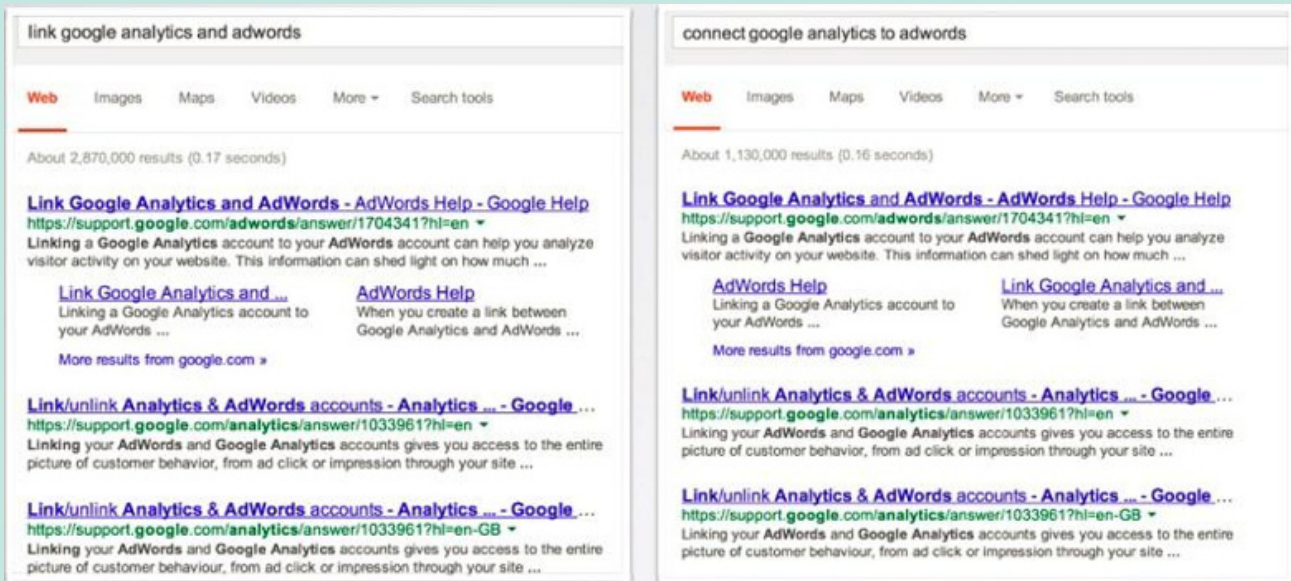 link google analytics and adwords
Web Images Maps Videos More Search tools
About 2,870,000 results (0.17 seconds)
Link Google Analytics and AdWords - AdWords Help - Google Help
https://support.google.com/adwords/answer/1704341?hl=en
Linking a Google Analytics account to your AdWords account can help you analyze
visitor activity on your website. This information can shed light on how much ...
Link Google Analytics and ...
Linking a Google Analytics account to
your AdWords ...
AdWords Help
When you create a link between
Google Analytics and AdWords ...
More results from google.com »
Link/unlink Analytics & AdWords accounts - Analytics ... - Google ...
https://support.google.com/analytics/answer/1033961?hl=en
Linking your AdWords and Google Analytics accounts gives you access to the entire
picture of customer behavior, from ad click or impression through your site ...
Link/unlink Analytics & AdWords accounts - Analytics ... - Google ...
https://support.google.com/analytics/answer/1033961?hl=en-GB
Linking your AdWords and Google Analytics accounts gives you access to the entire
picture of customer behaviour, from ad click or impression through your site ...
connect google analytics to adwords
Web Images Maps Videos More Search tools
About 1,130,000 results (0.16 seconds)
Link Google Analytics and AdWords - AdWords Help - Google Help
https://support.google.com/adwords/answer/1704341?hl=en
Linking a Google Analytics account to your AdWords account can help you analyze
visitor activity on your website. This information can shed light on how much ...
AdWords Help
Linking a Google Analytics account to
your AdWords ...
Link Google Analytics and ...
When you create a link between
Google Analytics and AdWords ...
More results from google.com »
Link/unlink Analytics & AdWords accounts - Analytics ... - Google ...
https://support.google.com/analytics/answer/1033961?hl=en
Linking your AdWords and Google Analytics accounts gives you access to the entire
picture of customer behavior, from ad click or impression through your site ...
Link/unlink Analytics & AdWords accounts - Analytics ... - Google ...
https://support.google.com/analytics/answer/1033961?hl=en-GB
Linking your AdWords and Google Analytics accounts gives you access to the entire
picture of customer behaviour, from ad click or impression through your site ...